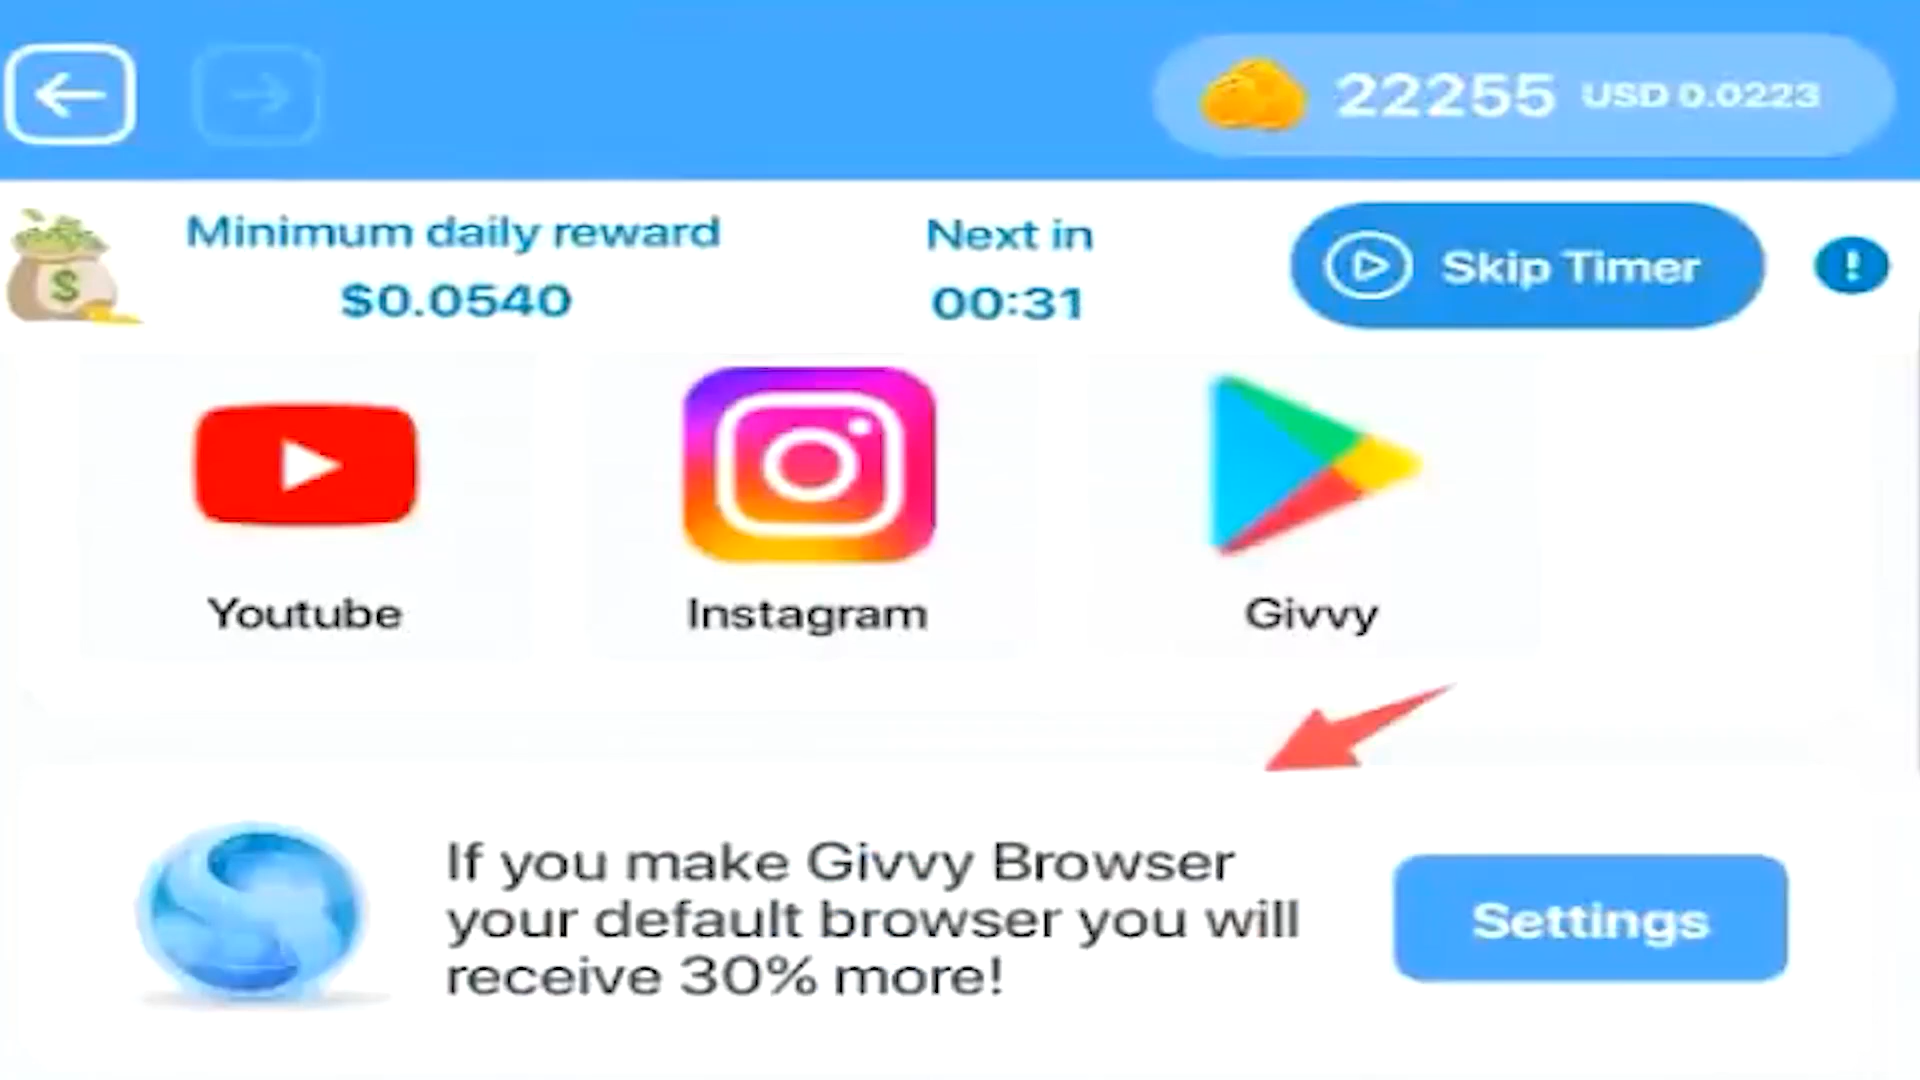 22255 USD 0.0223
Minimum daily reward
$0.0540
Next in
00:31
Skip Timer
!
$
Youtube
Instagram
Givvy
If you make Givvy Browser
your default browser you will
receive 30% more!
Settings